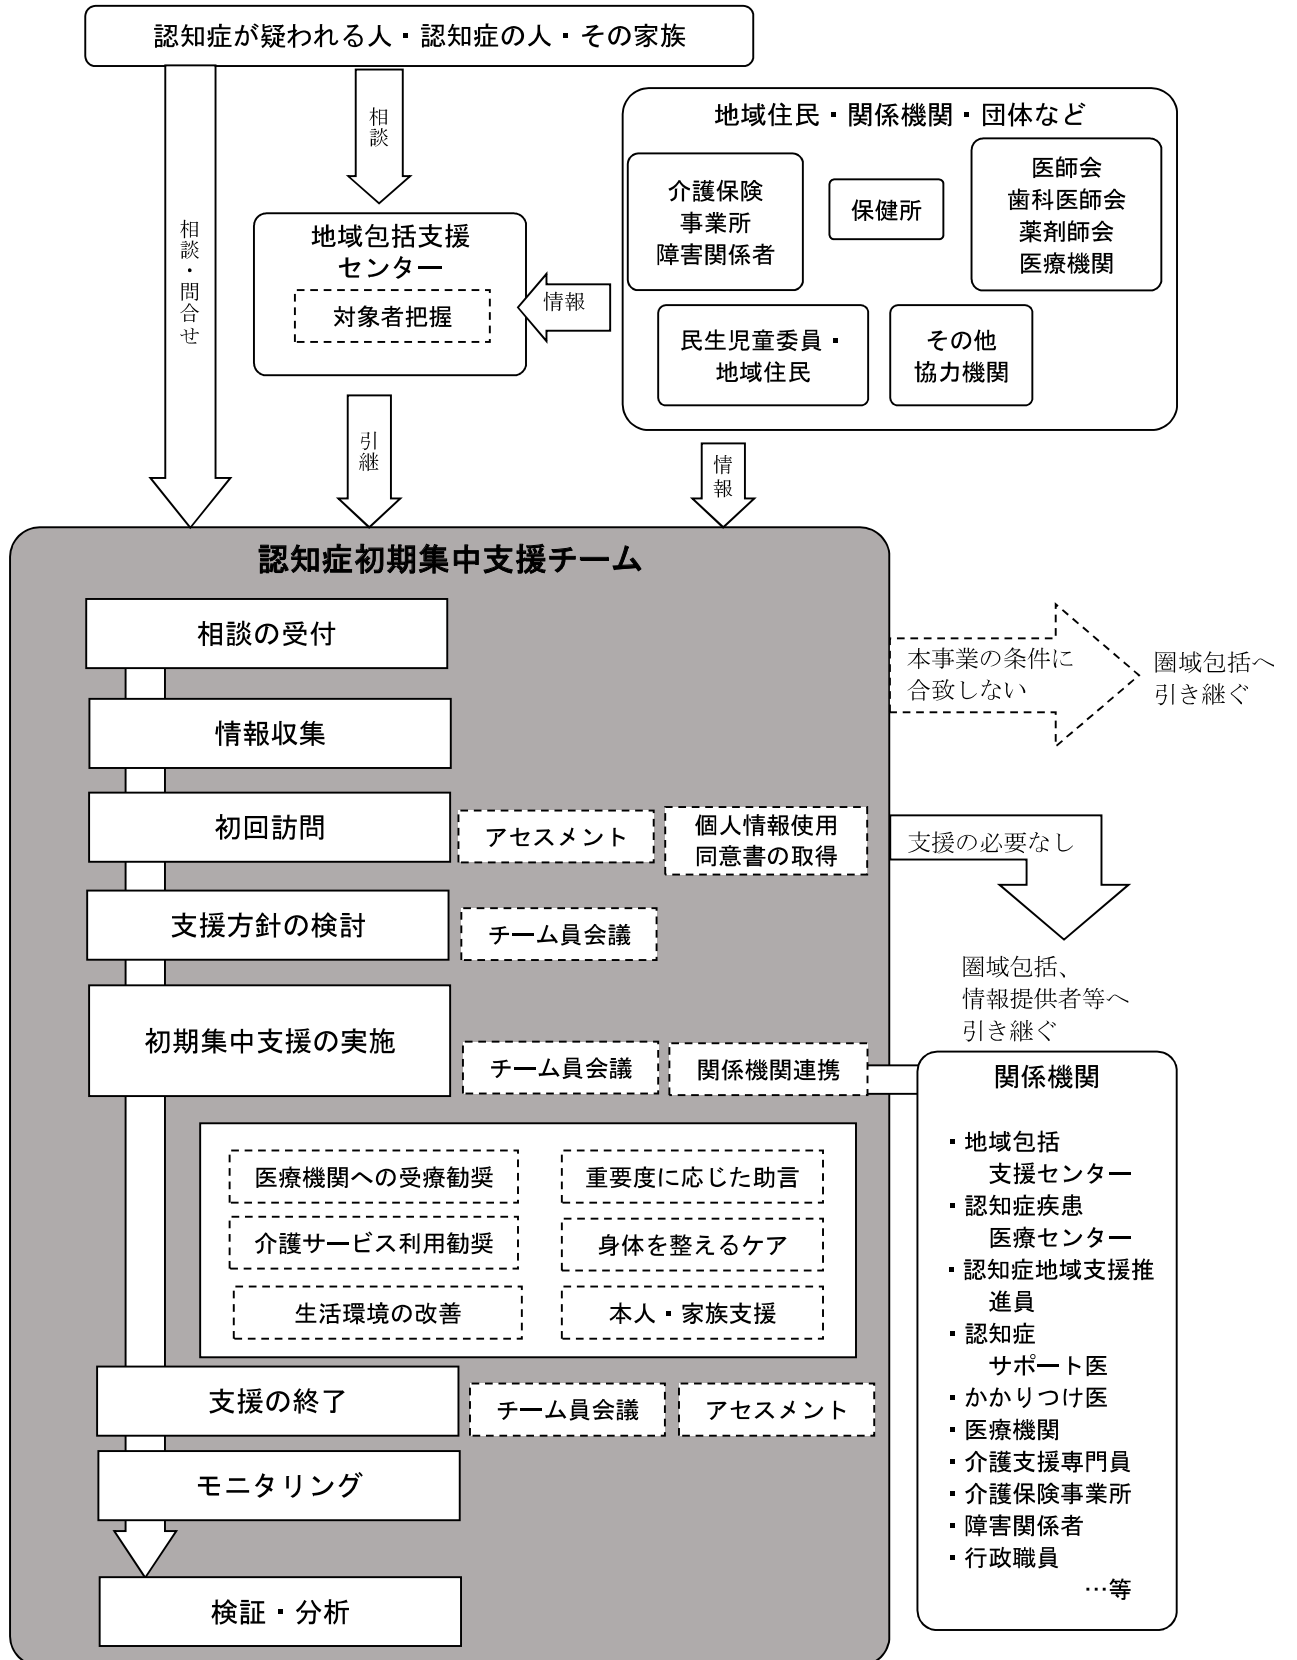 認知症が疑われる人・認知症の人・その家族
相談
相談・問合せ
地域包括支援
センター
対象者把握
情報
地域住民・関係機関・団体など
介護保険
事業所
障害関係者
保健所
医師会
歯科医師会
薬剤師会
医療機関
民生児童委員・
地域住民
その他
協力機関
引継
情報
認知症初期集中支援チーム
相談の受付
本事業の条件に
合致しない
圏域包括へ
引き継ぐ
情報収集
初回訪問
アセスメント
個人情報使用
同意書の取得
支援の必要なし
圏域包括、
情報提供者等へ
引き継ぐ
支援方針の検討
チーム員会議
初期集中支援の実施
チーム員会議
関係機関連携
医療機関への受療勧奨
重要度に応じた助言
介護サービス利用勧奨
身体を整えるケア
生活環境の改善
本人・家族支援
支援の終了
チーム員会議
アセスメント
モニタリング
検証・分析
関係機関
・地域包括
支援センター
・認知症疾患
医療センター
・認知症地域支援推
進員
・認知症
サポート医
・かかりつけ医
・医療機関
・介護支援専門員
・介護保険事業所
・障害関係者
・行政職員
…等